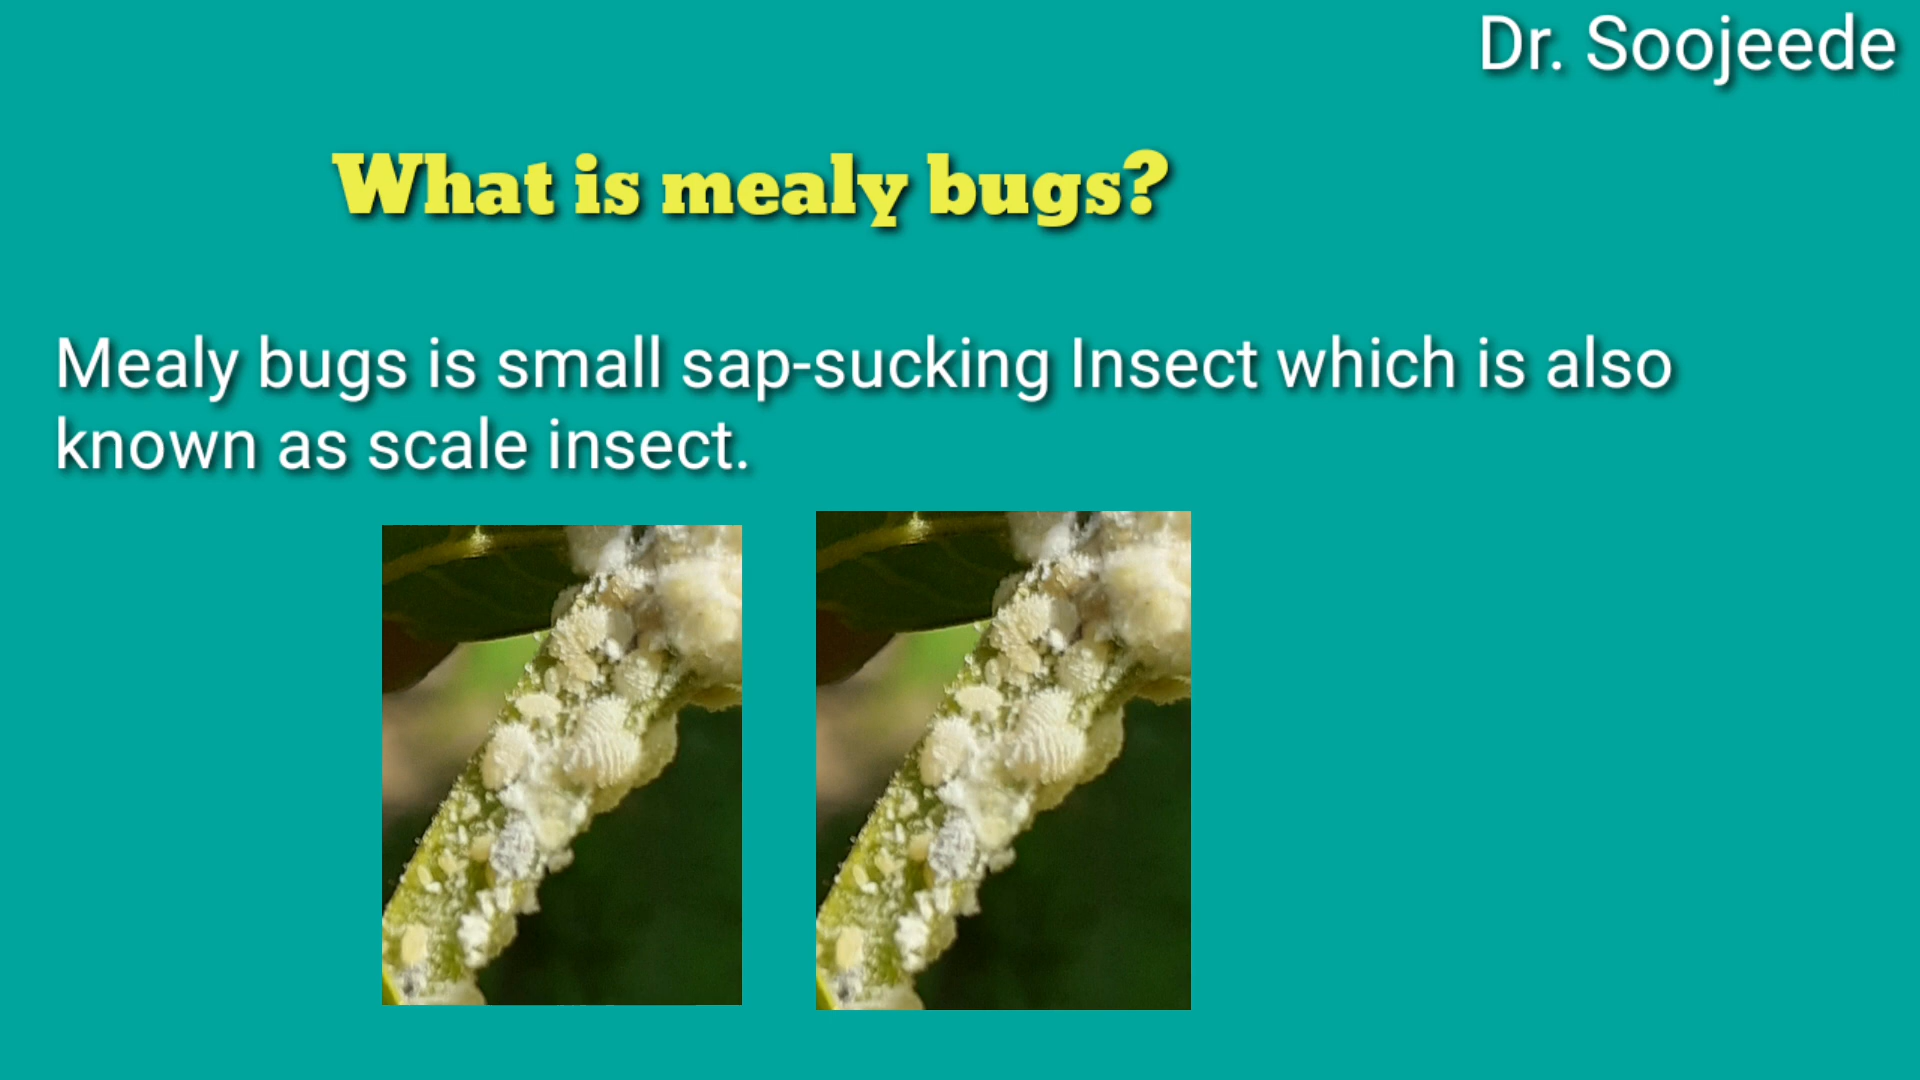 Dr. Soojeede
What is mealy bugs?
Mealy bugs is small sap-sucking Insect which is also
known as scale insect.